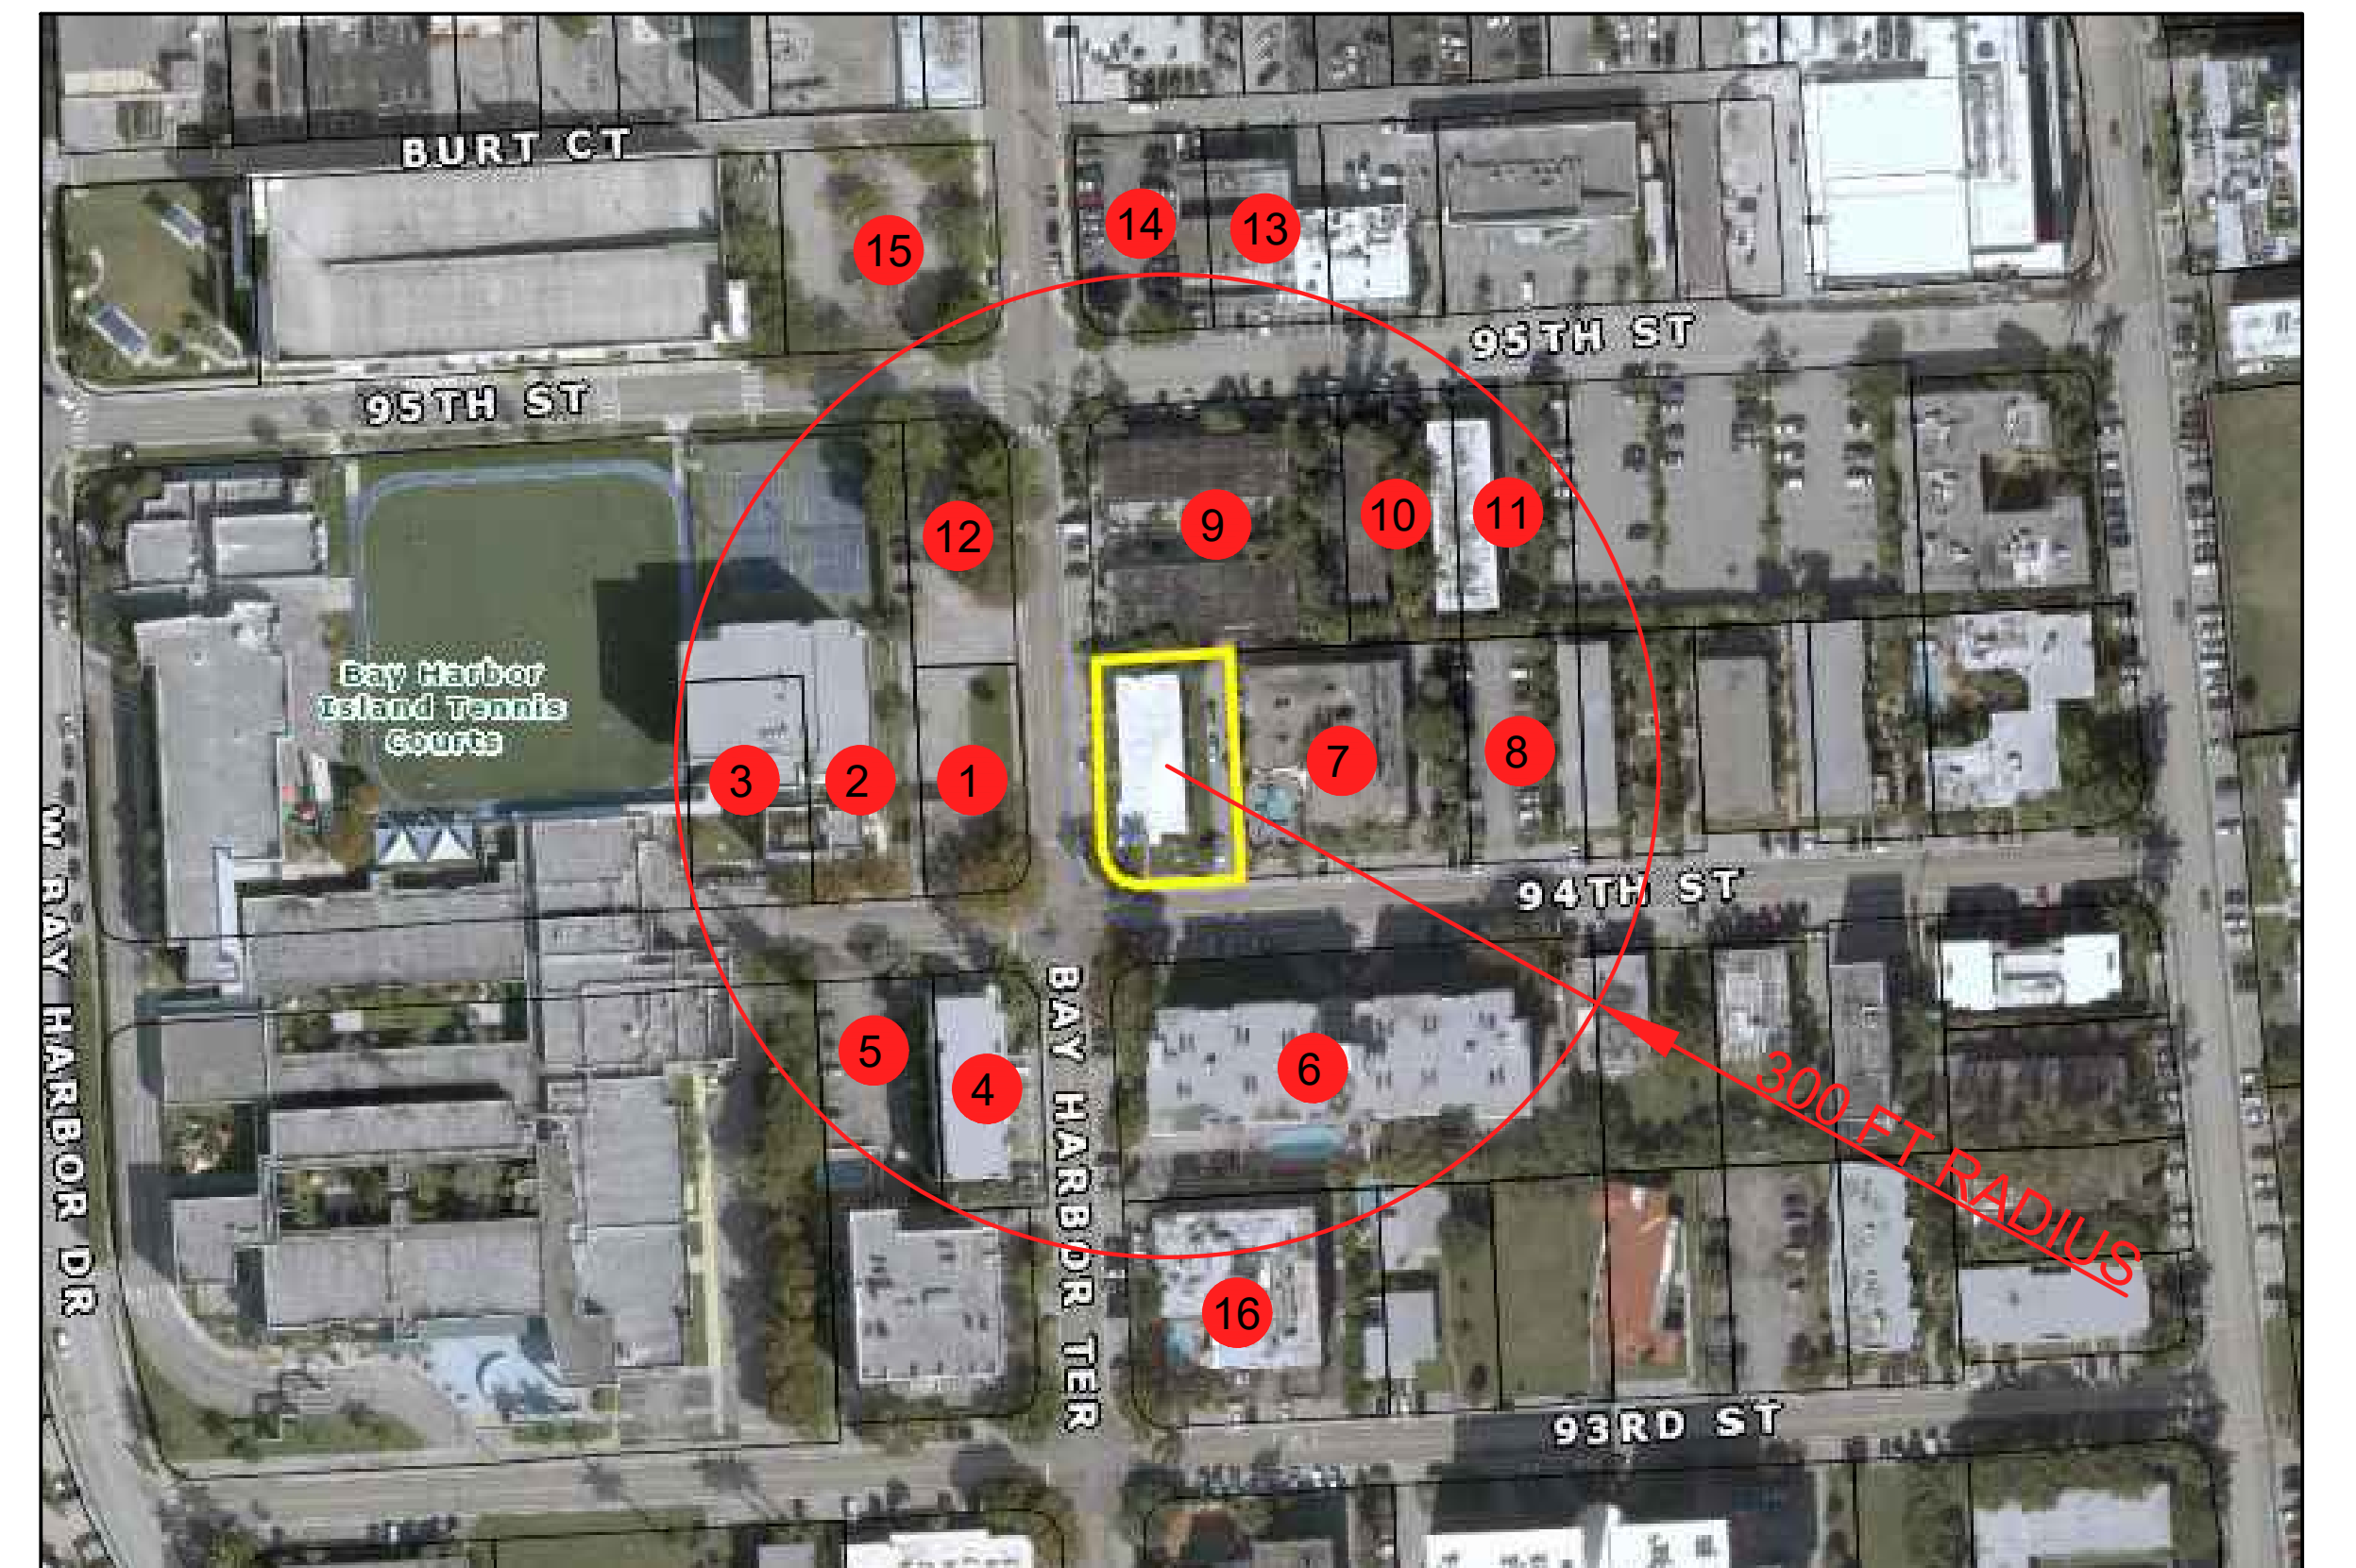 BURT CT
15
14
13
95TH ST
95TH ST
12
9
10
11
Bay Harbor
Island Tennis
Courts
3
2
1
7
8
94TH ST
W BAY HARBOR DR
BAY HARBOR TER
5
4
6
300 FT RADIUS
16
93RD ST